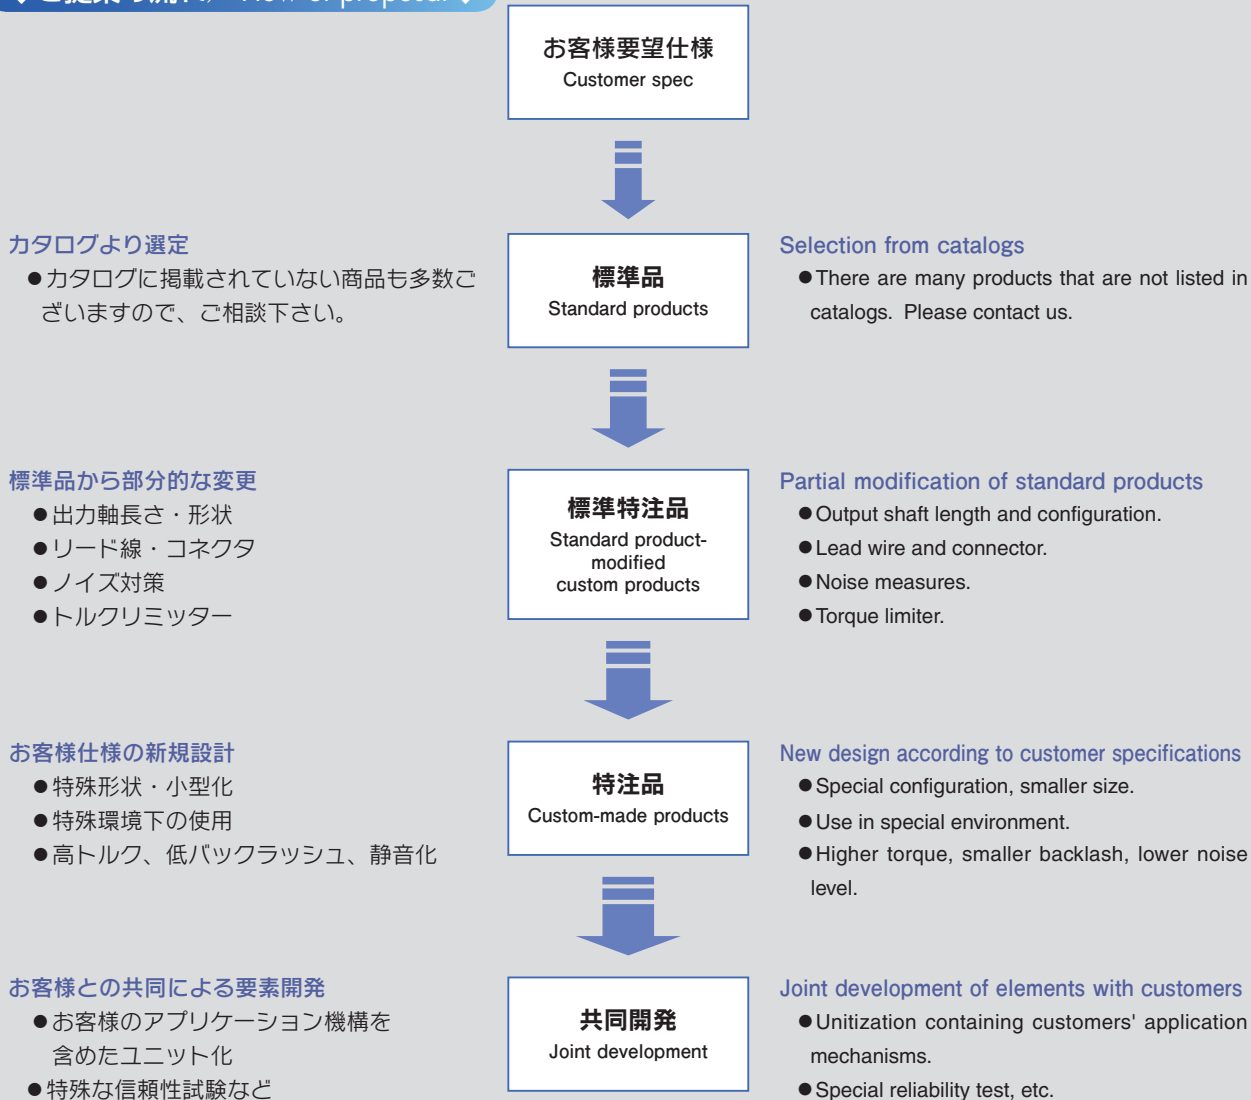 Flow of proposal
お客様要望仕様
Customer spec
カタログより選定
●カタログに掲載されていない商品も多数ご
ざいますので、ご相談下さい。
標準品
Standard products
Selection from catalogs
●There are many products that are not listed in
catalogs. Please contact us.
標準品から部分的な変更
●出力軸長さ・形状
●リード線・コネクタ
●ノイズ対策
●トルクリミッター
標準特注品
Standard product-
modified
custom products
Partial modification of standard products
●Output shaft length and configuration.
●Lead wire and connector.
●Noise measures.
●Torque limiter.
お客様仕様の新規設計
●特殊形状・小型化
●特殊環境下の使用
●高トルク、低バックラッシュ、静音化
特注品
Custom-made products
New design according to customer specifications
●Special configuration, smaller size.
●Use in special environment.
●Higher torque, smaller backlash, lower noise
level.
お客様との共同による要素開発
●お客様のアプリケーション機構を
含めたユニット化
●特殊な信頼性試験など
共同開発
Joint development
Joint development of elements with customers
●Unitization containing customers' application
mechanisms.
●Special reliability test, etc.